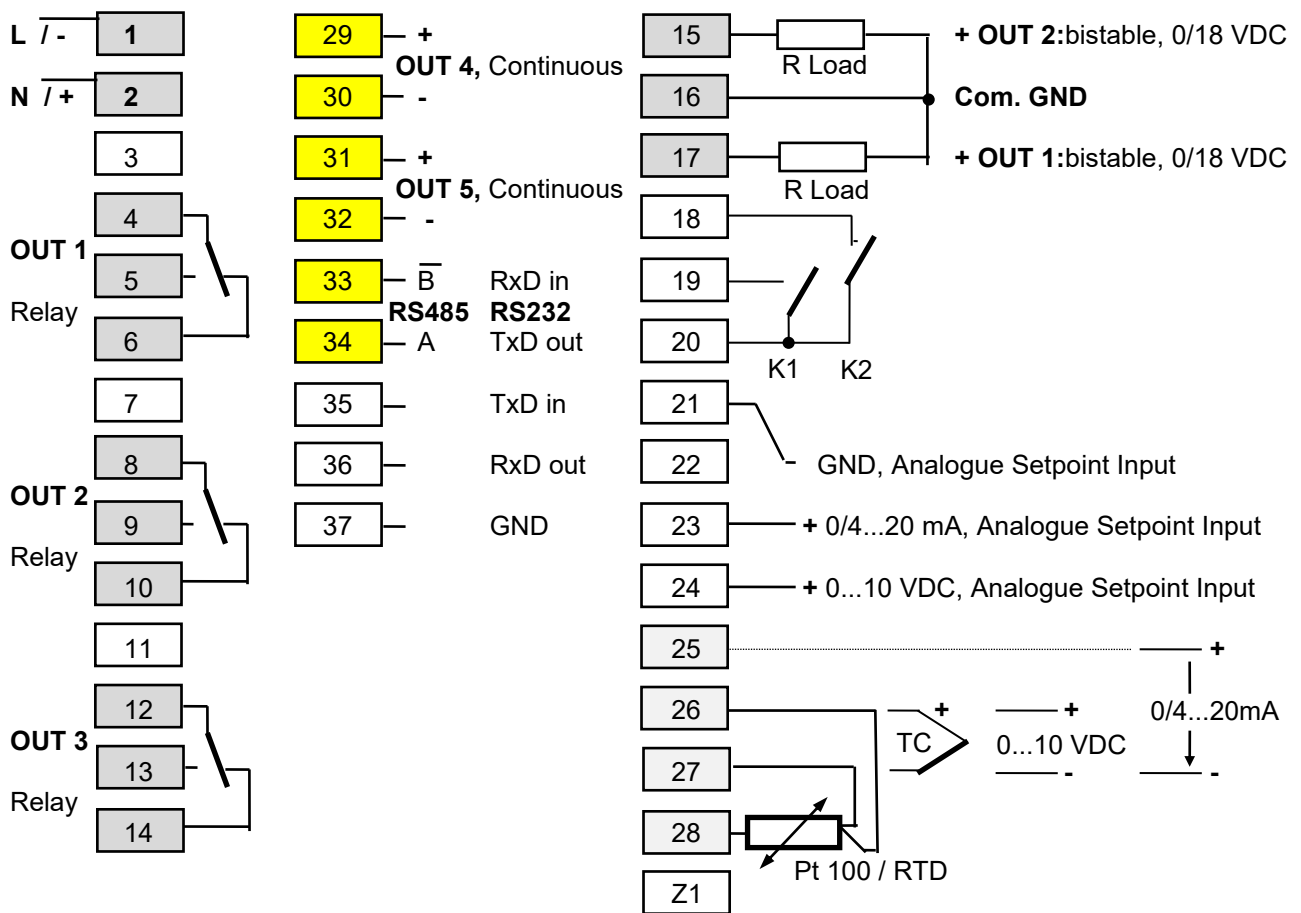 L / -
1
N / +
2
3
4
OUT 1
5
Relay
6
7
8
OUT 2
9
Relay
10
11
12
OUT 3
13
Relay
14
29 +
OUT 4, Continuous
30 -
31 +
OUT 5, Continuous
32 -
33 B RxD in
RS485 RS232
34 A TxD out
35 TxD in
36 RxD out
37 GND
15 + OUT 2:bistable, 0/18 VDC
R Load
16 Com. GND
17 + OUT 1:bistable, 0/18 VDC
R Load
18
19
20
K1 K2
21
22 - GND, Analogue Setpoint Input
23 + 0/4...20 mA, Analogue Setpoint Input
24 + 0...10 VDC, Analogue Setpoint Input
25 +
26 + + 0/4...20mA
TC 0...10 VDC
27 - -
28
Pt 100 / RTD
Z1